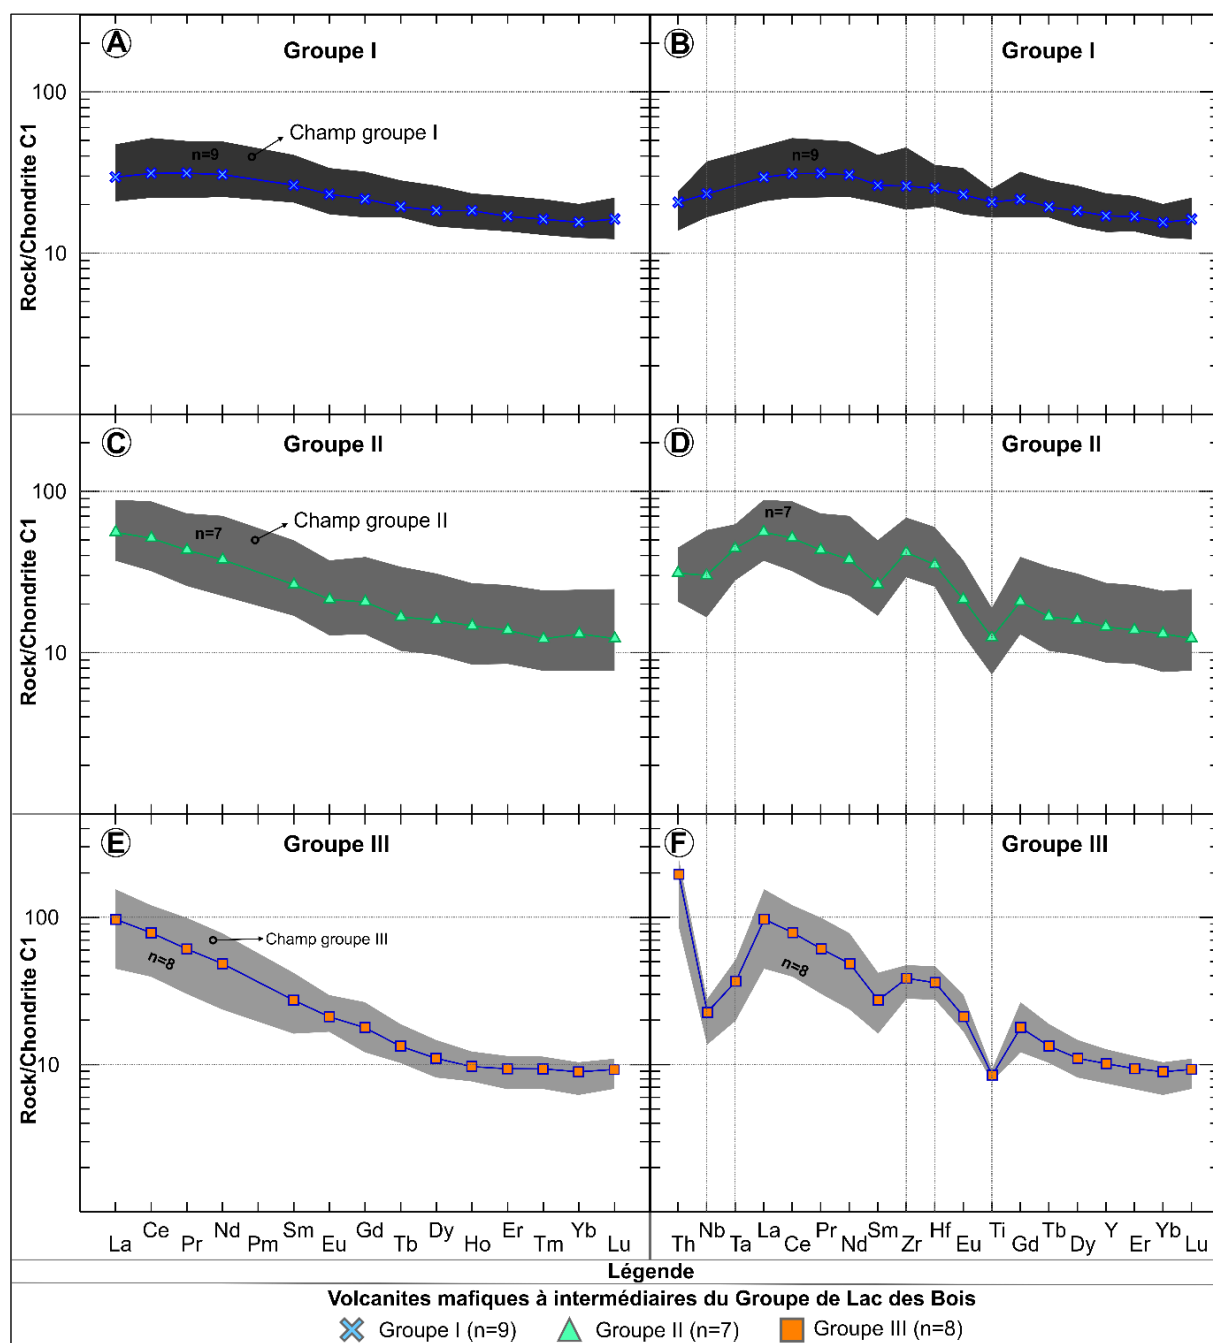 A
Groupe I
B
Groupe I
100
n=9
Champ groupe I
n=9
10
Rock/Chondrite C1
C
Groupe II
D
Groupe II
100
n=7
Champ groupe II
n=7
10
Rock/Chondrite C1
E
Groupe III
F
Groupe III
100
n=8
Champ groupe III
n=8
10
Rock/Chondrite C1
La Ce Pr Nd Pm Sm Eu Gd Tb Dy Ho Er Tm Yb Lu
Th Nb Ta La Ce Pr Nd Sm Zr Hf Eu Ti Gd Tb Dy Y Er Yb Lu
Légende
Volcanites mafiques à intermédiaires du Groupe de Lac des Bois
Groupe I (n=9) Groupe II (n=7) Groupe III (n=8)